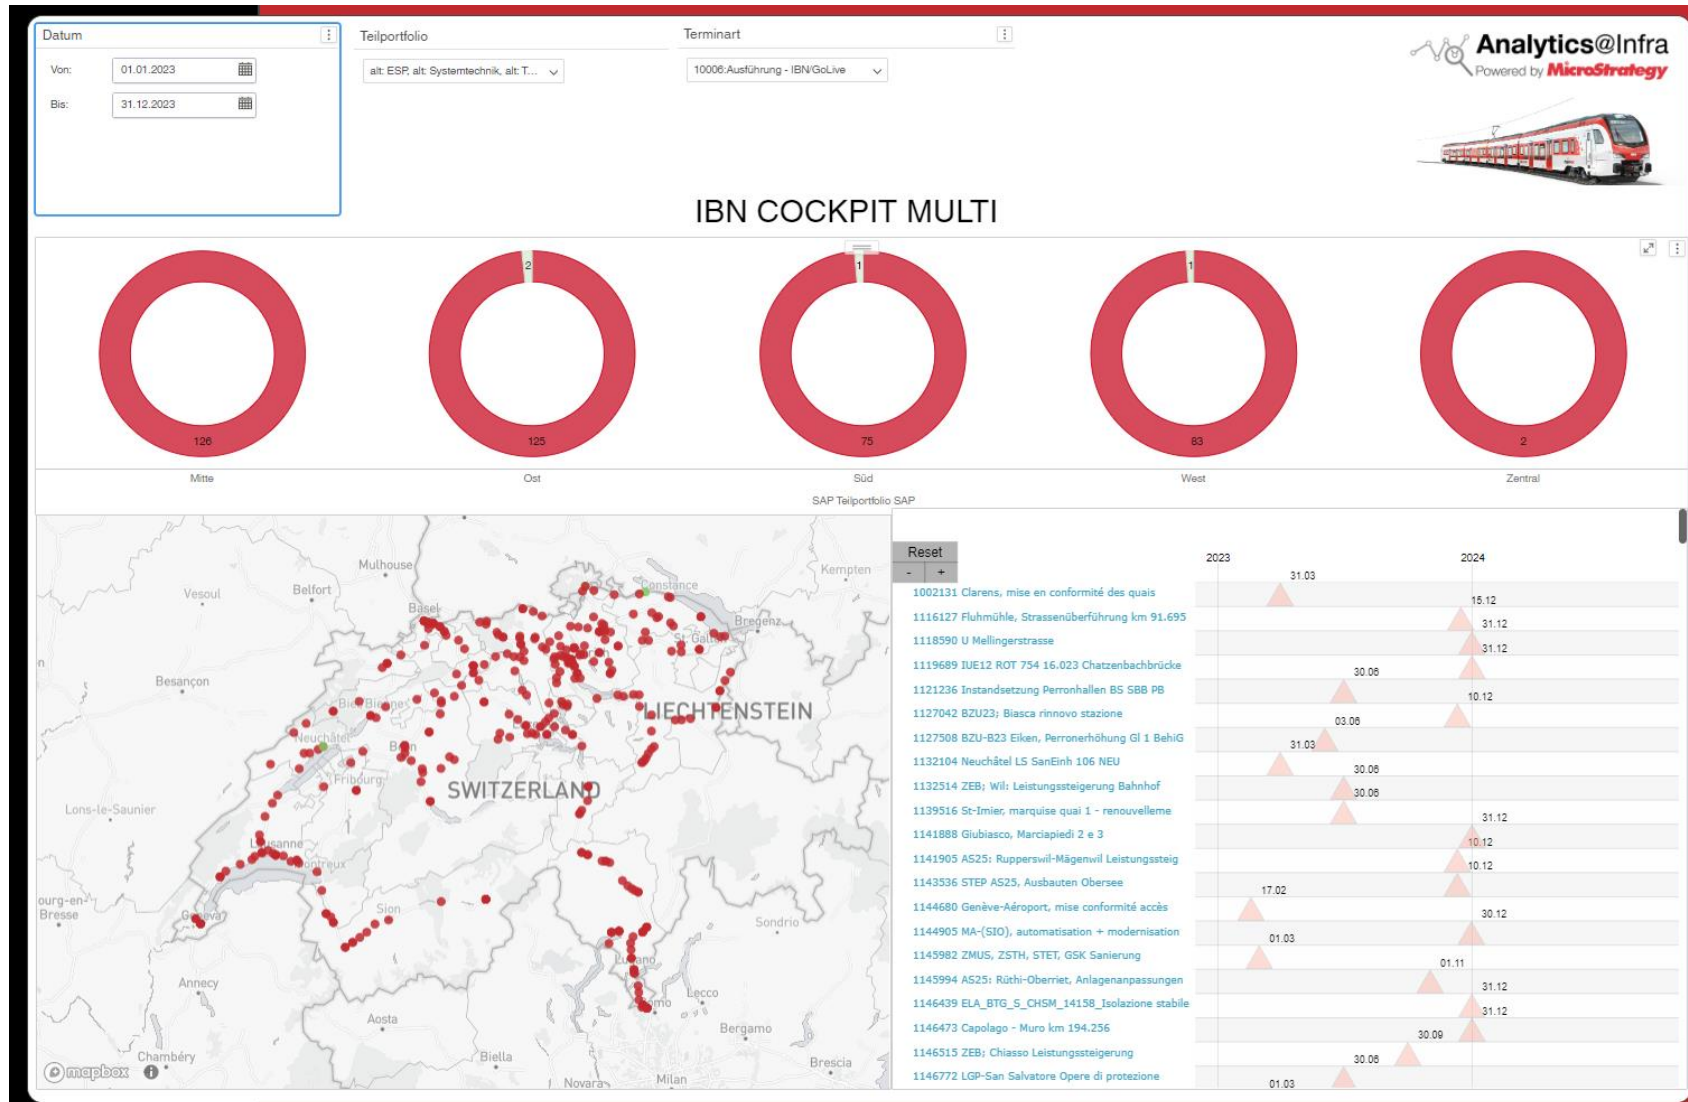 Datum
Von:
01.01.2023
Bis:
31.12.2023
Teilportfolio
alt: ESP, alt: Systemtechnik, alt: T...
Terminart
10006:Ausführung - IBN/GoLive
Analytics@Infra
Powered by MicroStrategy
IBN COCKPIT MULTI
2
1
1
126
125
75
83
2
Mitte
Ost
Süd
West
Zentral
SAP Teilportfolio SAP
Mulhouse
Kempten
Vesoul
Belfort
Constance
Basel
Bregenz
St. Gallen
Besançon
Biel/Bienne
LIECHTENSTEIN
Neuchâtel
Bern
Fribourg
SWITZERLAND
Lons-le-Saunier
Lausanne
Montreux
ourg-en-
Bresse
Geneva
Sion
Sondrio
Lugano
Annecy
Lecco
Como
Aosta
Bergamo
Chambéry
Biella
Brescia
Novara
Milan
mapbox
Reset
- +
2023
2024
31.03
1002131 Clarens, mise en conformité des quais
15.12
1116127 Fluhmühle, Strassenüberführung km 91.695
31.12
1118590 U Mellingerstrasse
31.12
1119689 IUE12 ROT 754 16.023 Chatzenbachbrücke
30.06
1121236 Instandsetzung Perronhallen BS SBB PB
10.12
1127042 BZU23; Biasca rinnovo stazione
03.06
1127508 BZU-B23 Eiken, Perronerhöhung Gl 1 BehiG
31.03
1132104 Neuchâtel LS SanEinh 106 NEU
30.06
1132514 ZEB; Wil: Leistungssteigerung Bahnhof
30.06
1139516 St-Imier, marquise quai 1 - renouvelleme
31.12
1141888 Giubiasco, Marciapiedi 2 e 3
10.12
1141905 AS25: Rupperswil-Mägenwil Leistungssteig
10.12
1143536 STEP AS25, Ausbauten Obersee
17.02
1144680 Genève-Aéroport, mise conformité accès
30.12
1144905 MA-(SIO), automatisation + modernisation
01.03
1145982 ZMUS, ZSTH, STET, GSK Sanierung
01.11
1145994 AS25: Rüthi-Oberriet, Anlagenanpassungen
31.12
1146439 ELA_BTG_S_CHSM_14158_Isolazione stabile
31.12
1146473 Capolago - Muro km 194.256
30.09
1146515 ZEB; Chiasso Leistungssteigerung
30.06
1146772 LGP-San Salvatore Opere di protezione
01.03